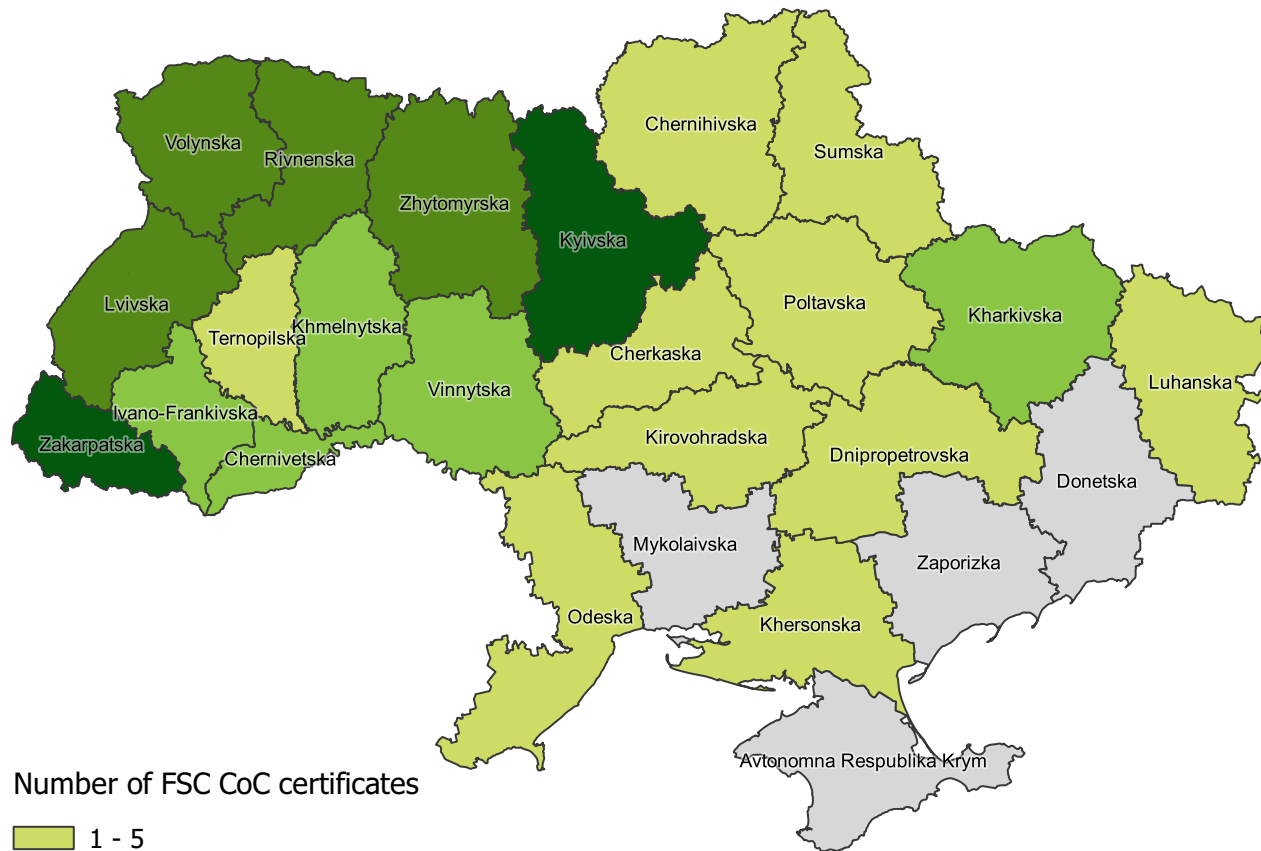 Chernihivska
Volynska
Sumska
Rivnenska
Zhytomyrska
Kyivska
Lvivska
Poltavska
Kharkivska
Khmelnytska
Ternopilska
Cherkaska
Luhanska
Vinnytska
Ivano-Frankivska
Kirovohradska
Zakarpatska
Chernivetska
Dnipropetrovska
Donetska
Mykolaivska
Zaporizka
Odeska
Khersonska
Avtonomna Respublika Krym
Number of FSC CoC certificates
1 - 5